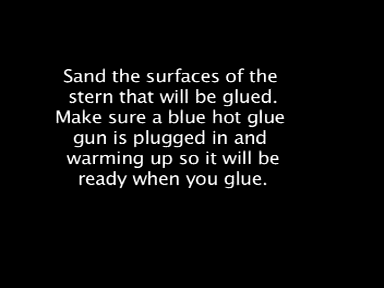 Sand the surfaces of the
stern that will be glued.
Make sure a blue hot glue
gun is plugged in and
warming up so it will be
ready when you glue.